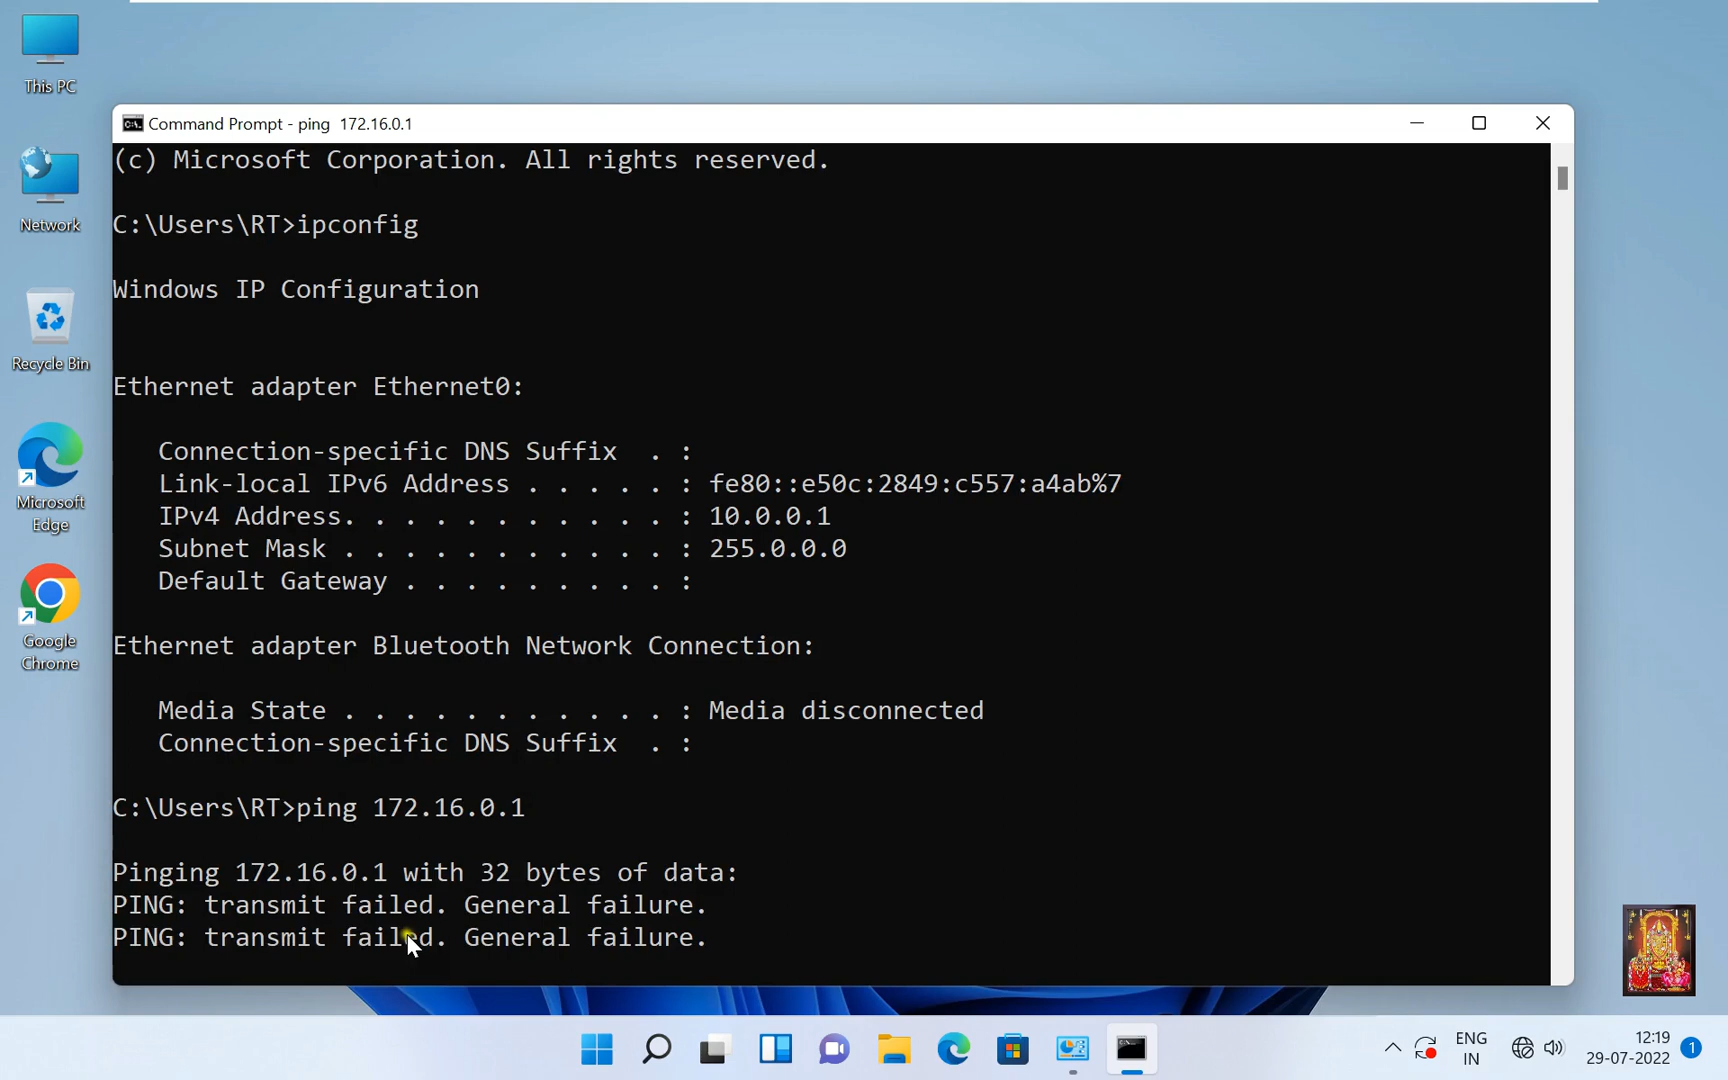 This PC
Network
Recycle Bin
Microsoft
Edge
Google
Chrome
Command Prompt - ping  172.16.0.1
(c) Microsoft Corporation. All rights reserved.
C:\Users\RT>ipconfig
Windows IP Configuration
Ethernet adapter Ethernet0:
   Connection-specific DNS Suffix  . :
   Link-local IPv6 Address . . . . . : fe80::e50c:2849:c557:a4ab%7
   IPv4 Address. . . . . . . . . . . : 10.0.0.1
   Subnet Mask . . . . . . . . . . . : 255.0.0.0
   Default Gateway . . . . . . . . . :
Ethernet adapter Bluetooth Network Connection:
   Media State . . . . . . . . . . . : Media disconnected
   Connection-specific DNS Suffix  . :
C:\Users\RT>ping 172.16.0.1
Pinging 172.16.0.1 with 32 bytes of data:
PING: transmit failed. General failure.
PING: transmit failed. General failure.
ENG
IN
12:19
29-07-2022
1